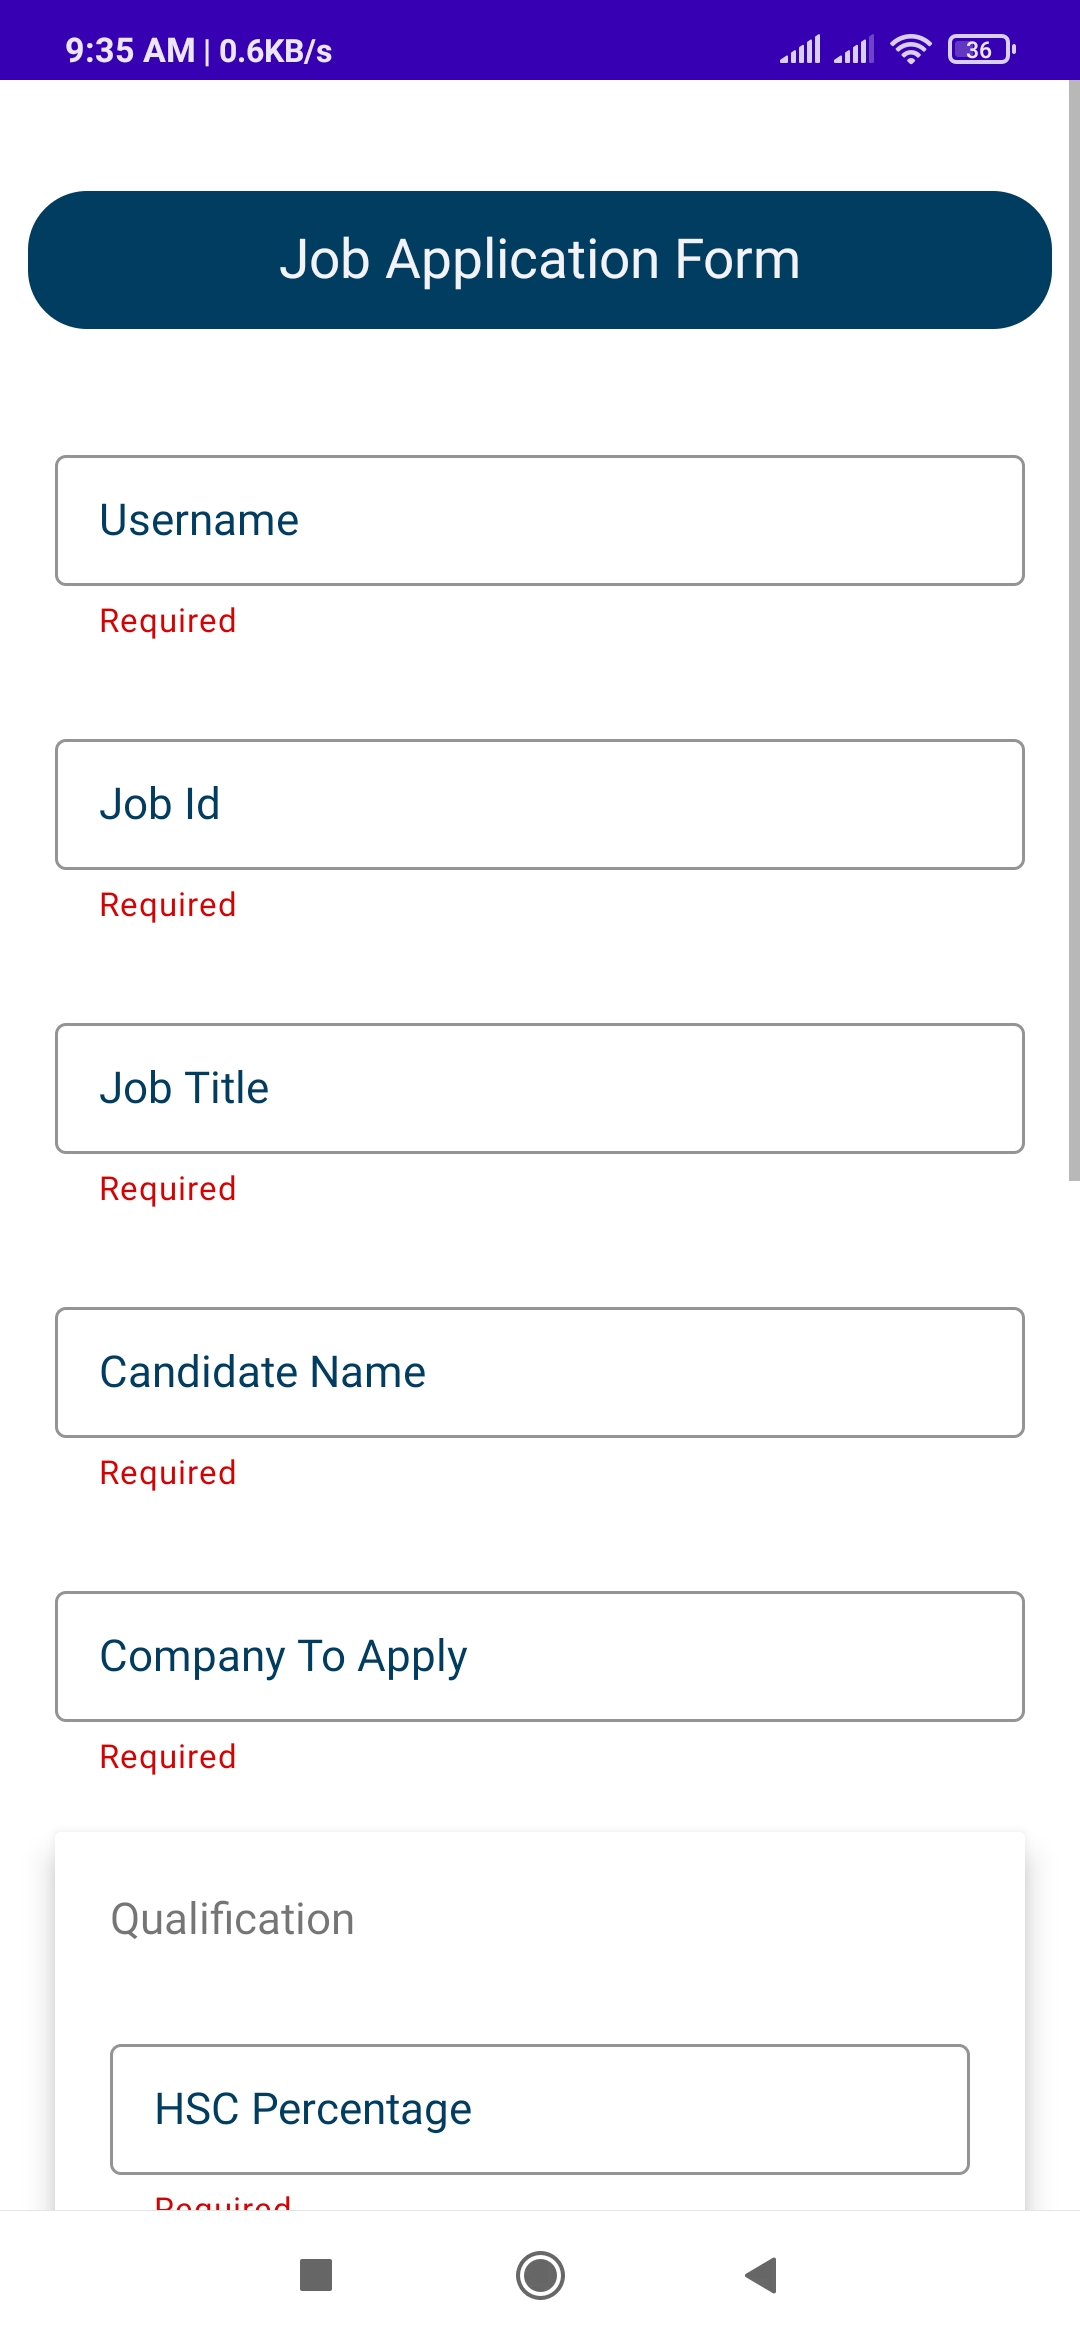 9:35 AM | 0.6KB/s 36
Job Application Form
Username
Required
Job Id
Required
Job Title
Required
Candidate Name
Required
Company To Apply
Required
Qualification
HSC Percentage
Required